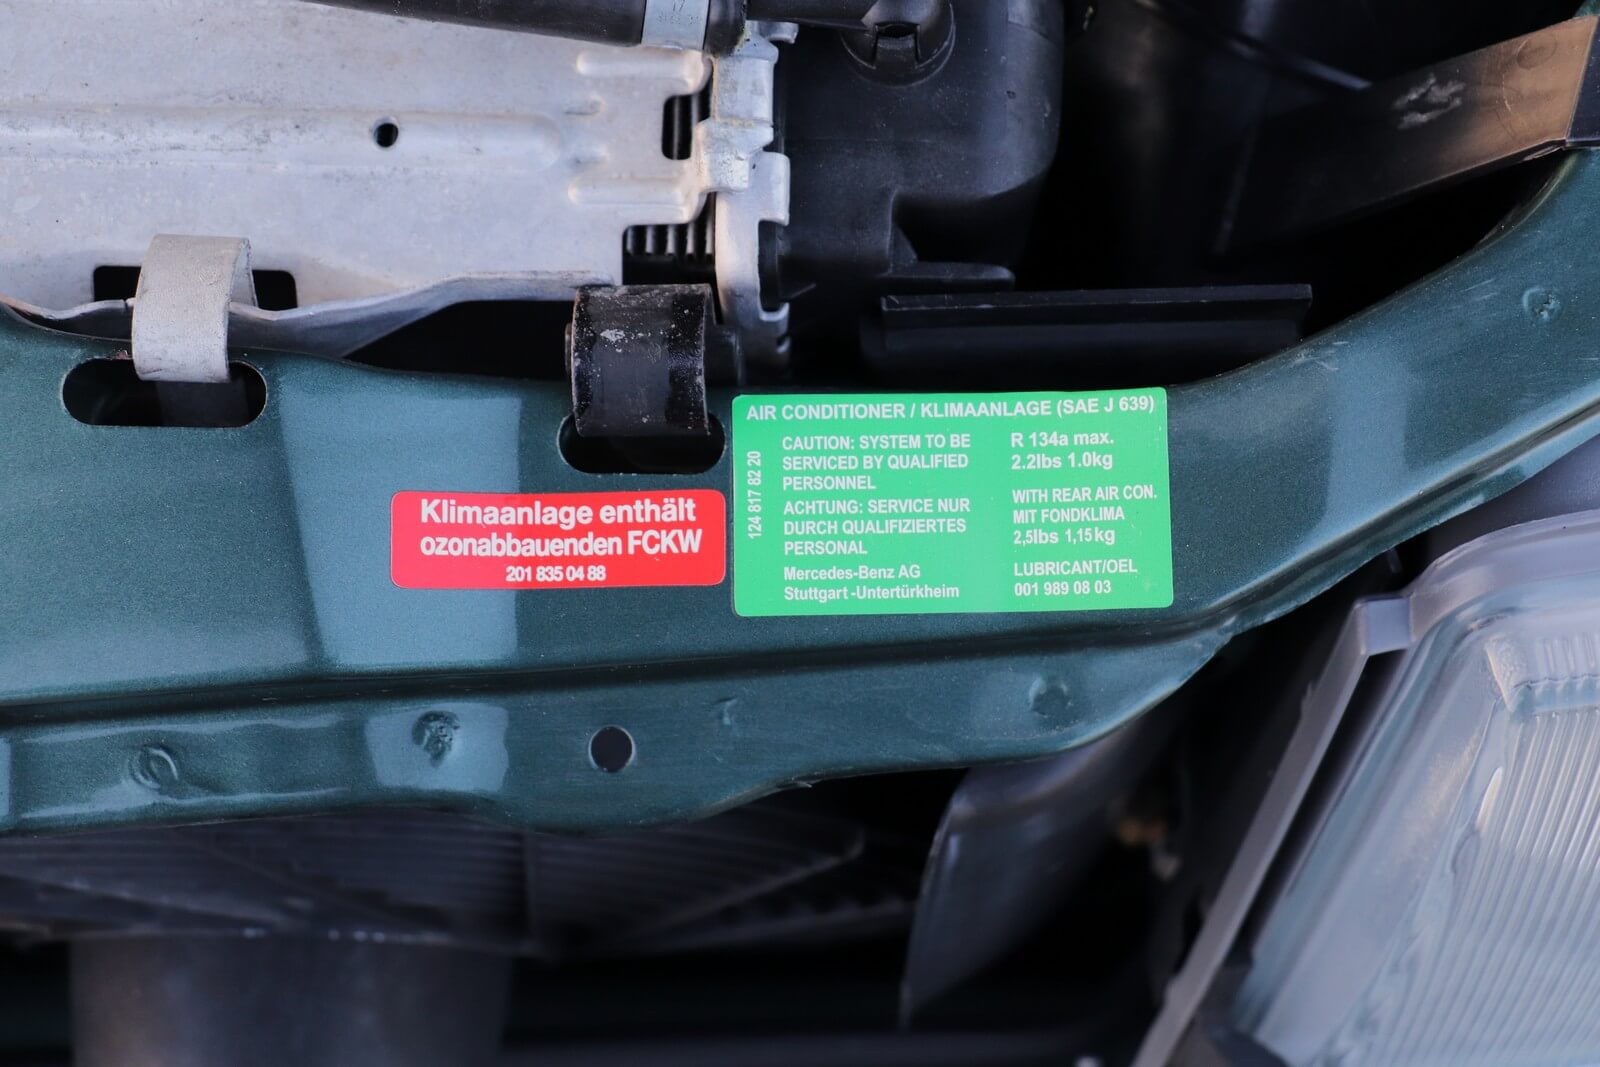 Klimaanlage enthält
ozonabbauenden FCKW
201 835 04 88
AIR CONDITIONER / KLIMAANLAGE (SAE J 639)
124 817 82 20
CAUTION: SYSTEM TO BE
SERVICED BY QUALIFIED
PERSONNEL
ACHTUNG: SERVICE NUR
DURCH QUALIFIZIERTES
PERSONAL
Mercedes-Benz AG
Stuttgart -Untertürkheim
R 134a max.
2.2lbs 1.0kg
WITH REAR AIR CON.
MIT FONDKLIMA
2,5lbs 1,15kg
LUBRICANT/OEL
001 989 08 03